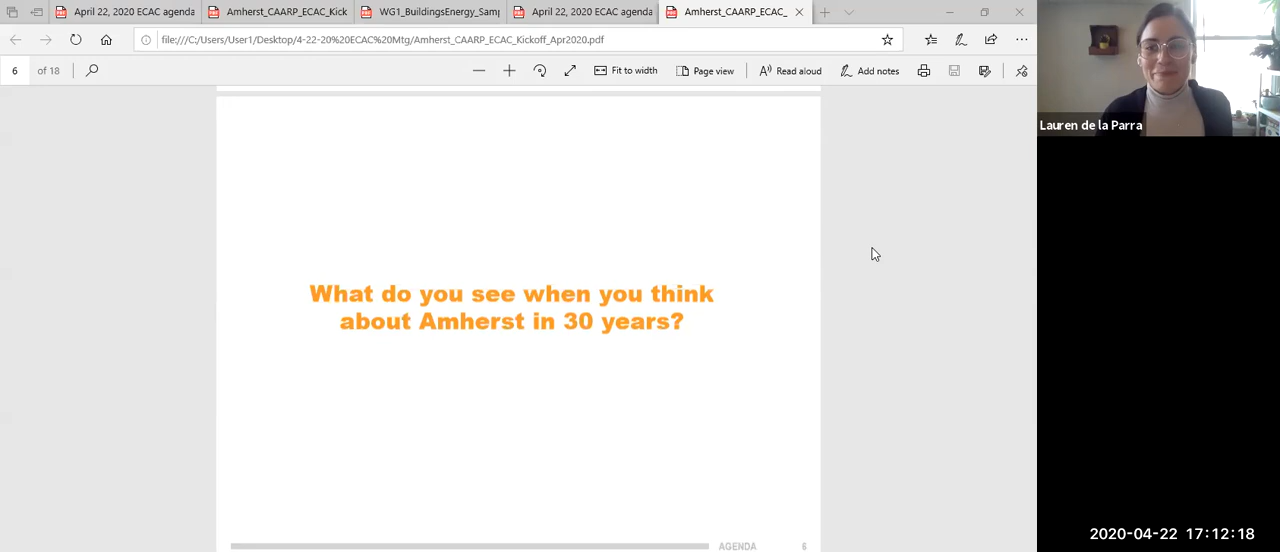 April 22, 2020 ECAC agenda
Amherst_CAARP_ECAC_Kick
WG1_BuildingsEnergy_Samp
April 22, 2020 ECAC agenda
Amherst_CAARP_ECAC_
file:///C:/Users/User1/Desktop/4-22-20%20ECAC%20Mtg/Amherst_CAARP_ECAC_Kickoff_Apr2020.pdf
6 of 18
Fit to width
Page view
Read aloud
Add notes
Lauren de la Parra
What do you see when you think
about Amherst in 30 years?
AGENDA 6
2020-04-22 17:12:18